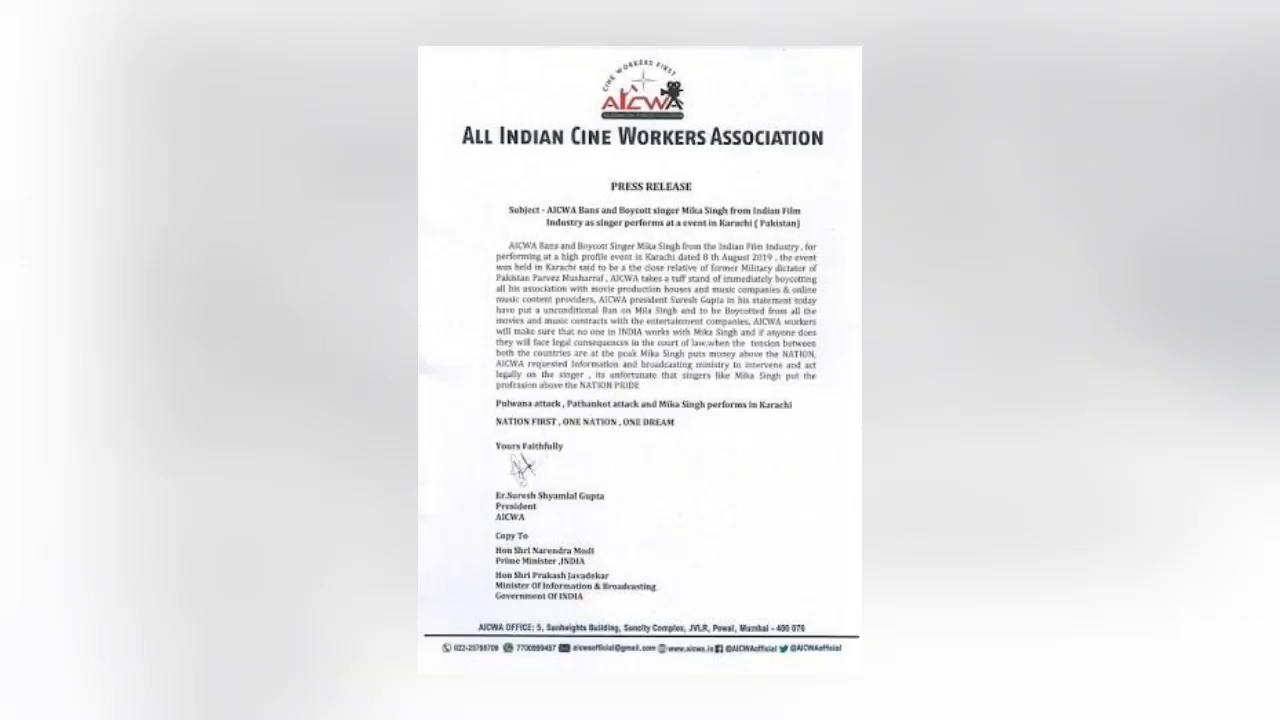 CINE WORKERS FIRST
AICWA
ALL INDIAN CINE WORKERS ASSOCIATION
PRESS RELEASE
Subject - AICWA Bans and Boycott singer Mika Singh from Indian Film
Industry as singer performs at a event in Karachi ( Pakistan)
AICWA Bans and Boycott Singer Mika Singh from the Indian Film Industry , for
performing at a high profile event in Karachi dated 8 th August 2019 , the event
was held in Karachi said to be a the close relative of former Military dictator of
Pakistan Parvez Musharraf , AICWA takes a tuff stand of immediately boycotting
all his association with movie production houses and music companies & online
music content providers, AICWA president Suresh Gupta in his statement today
have put a unconditional Ban on Mila Singh and to be Boycotted from all the
movies and music contracts with the entertainment companies, AICWA workers
will make sure that no one in INDIA works with Mika Singh and if anyone does
they will face legal consequences in the court of law,when the tension between
both the countries are at the peak Mika Singh puts money above the NATION,
AICWA requested Information and broadcasting ministry to intervene and act
legally on the singer , its unfortunate that singers like Mika Singh put the
profession above the NATION PRIDE
Pulwana attack , Pathankot attack and Mika Singh performs in Karachi
NATION FIRST , ONE NATION , ONE DREAM
Yours Faithfully
Er.Suresh Shyamlal Gupta
President
AICWA
Copy To
Hon Shri Narendra Modi
Prime Minister ,INDIA
Hon Shri Prakash Javadekar
Minister Of Information & Broadcasting
Government Of INDIA
AICWA OFFICE: 5, Sunheights Building, Suncity Complex, JVLR, Powai, Mumbai - 400 076
022-25785709 7700999457 aicwaofficial@gmail.com www.aicwa.in @AICWAofficial @AICWAofficial